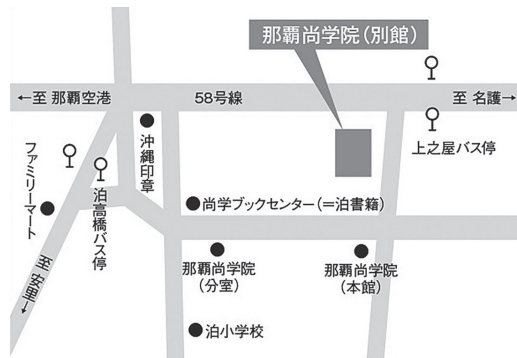 那覇尚学院(別館)
←至 那覇空港
58号線
至 名護→
上之屋バス停
沖縄印章
ファミリーマート
泊高橋バス停
尚学ブックセンター(=泊書籍)
那覇尚学院
(分室)
那覇尚学院
(本館)
至 安里→
泊小学校